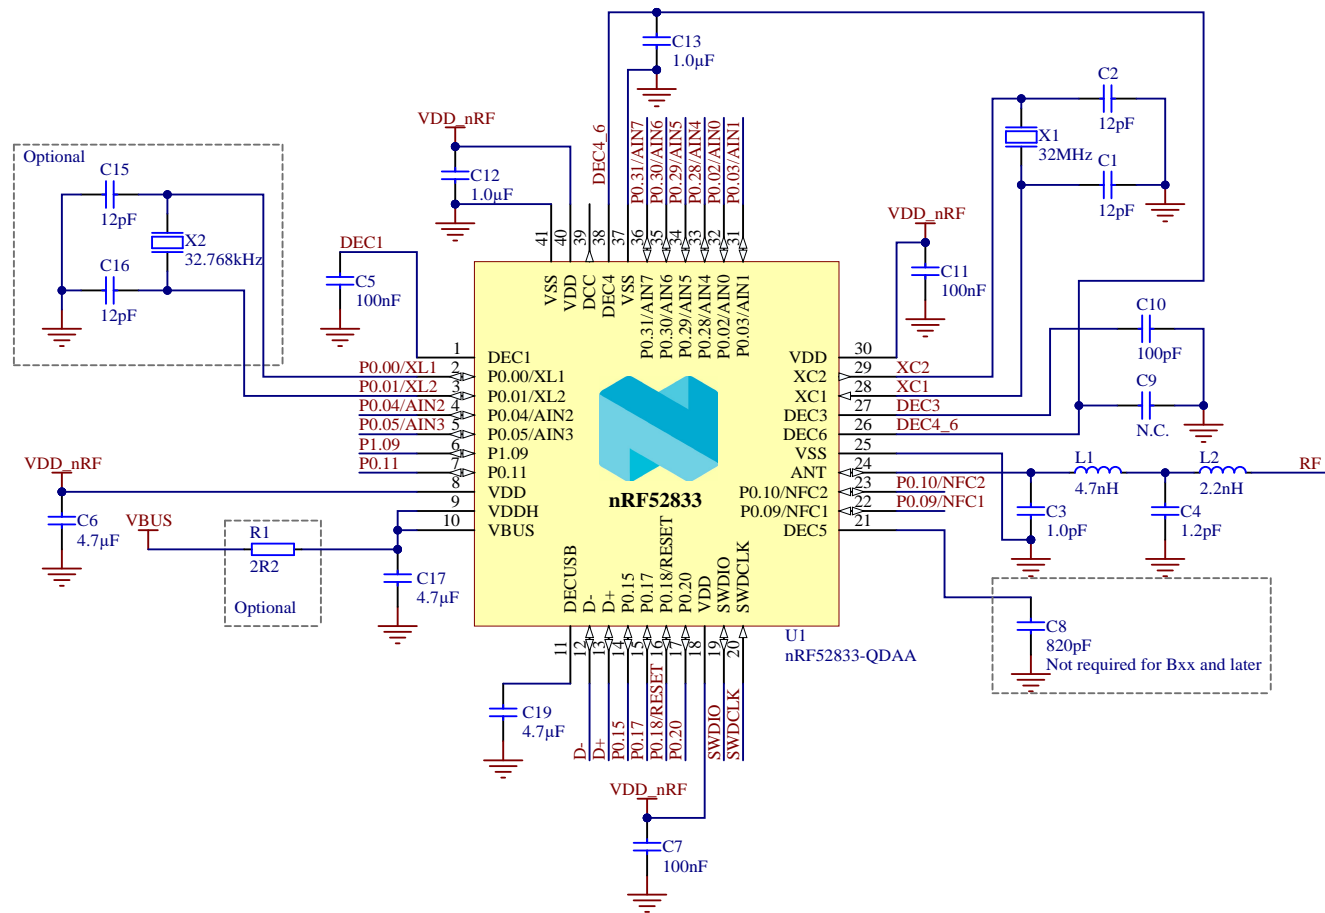 C13
1.0µF
C2
12pF
X1
32MHz
C1
12pF
VDD_nRF
C12
1.0µF
DEC4_6
P0.31/AIN7
P0.30/AIN6
P0.29/AIN5
P0.28/AIN4
P0.02/AIN0
P0.03/AIN1
Optional
C15
12pF
X2
32.768kHz
C16
12pF
DEC1
C5
100nF
VDD_nRF
C11
100nF
41
40
39
38
37
36
35
34
33
32
31
VSS
VDD
DCC
DEC4
VSS
P0.31/AIN7
P0.30/AIN6
P0.29/AIN5
P0.28/AIN4
P0.02/AIN0
P0.03/AIN1
C10
100pF
C9
N.C.
1
DEC1
P0.00/XL1
2
P0.00/XL1
P0.01/XL2
3
P0.01/XL2
P0.04/AIN2
4
P0.04/AIN2
P0.05/AIN3
5
P0.05/AIN3
P1.09
6
P1.09
P0.11
7
P0.11
8
VDD
9
VDDH
10
VBUS
VDD
30
XC2
29
XC2
XC1
28
XC1
DEC3
27
DEC3
DEC6
26
DEC4_6
VSS
25
ANT
24
P0.10/NFC2
23
P0.10/NFC2
P0.09/NFC1
22
P0.09/NFC1
DEC5
21
nRF52833
L1
4.7nH
L2
2.2nH
RF
C3
1.0pF
C4
1.2pF
VDD_nRF
C6
4.7µF
VBUS
R1
2R2
Optional
C17
4.7µF
DECUSB
D-
D+
P0.15
P0.17
P0.18/RESET
P0.20
VDD
SWDIO
SWDCLK
11
12
13
14
15
16
17
18
19
20
U1
nRF52833-QDAA
C8
820pF
Not required for Bxx and later
C19
4.7µF
D-
D+
P0.15
P0.17
P0.18/RESET
P0.20
SWDIO
SWDCLK
VDD_nRF
C7
100nF